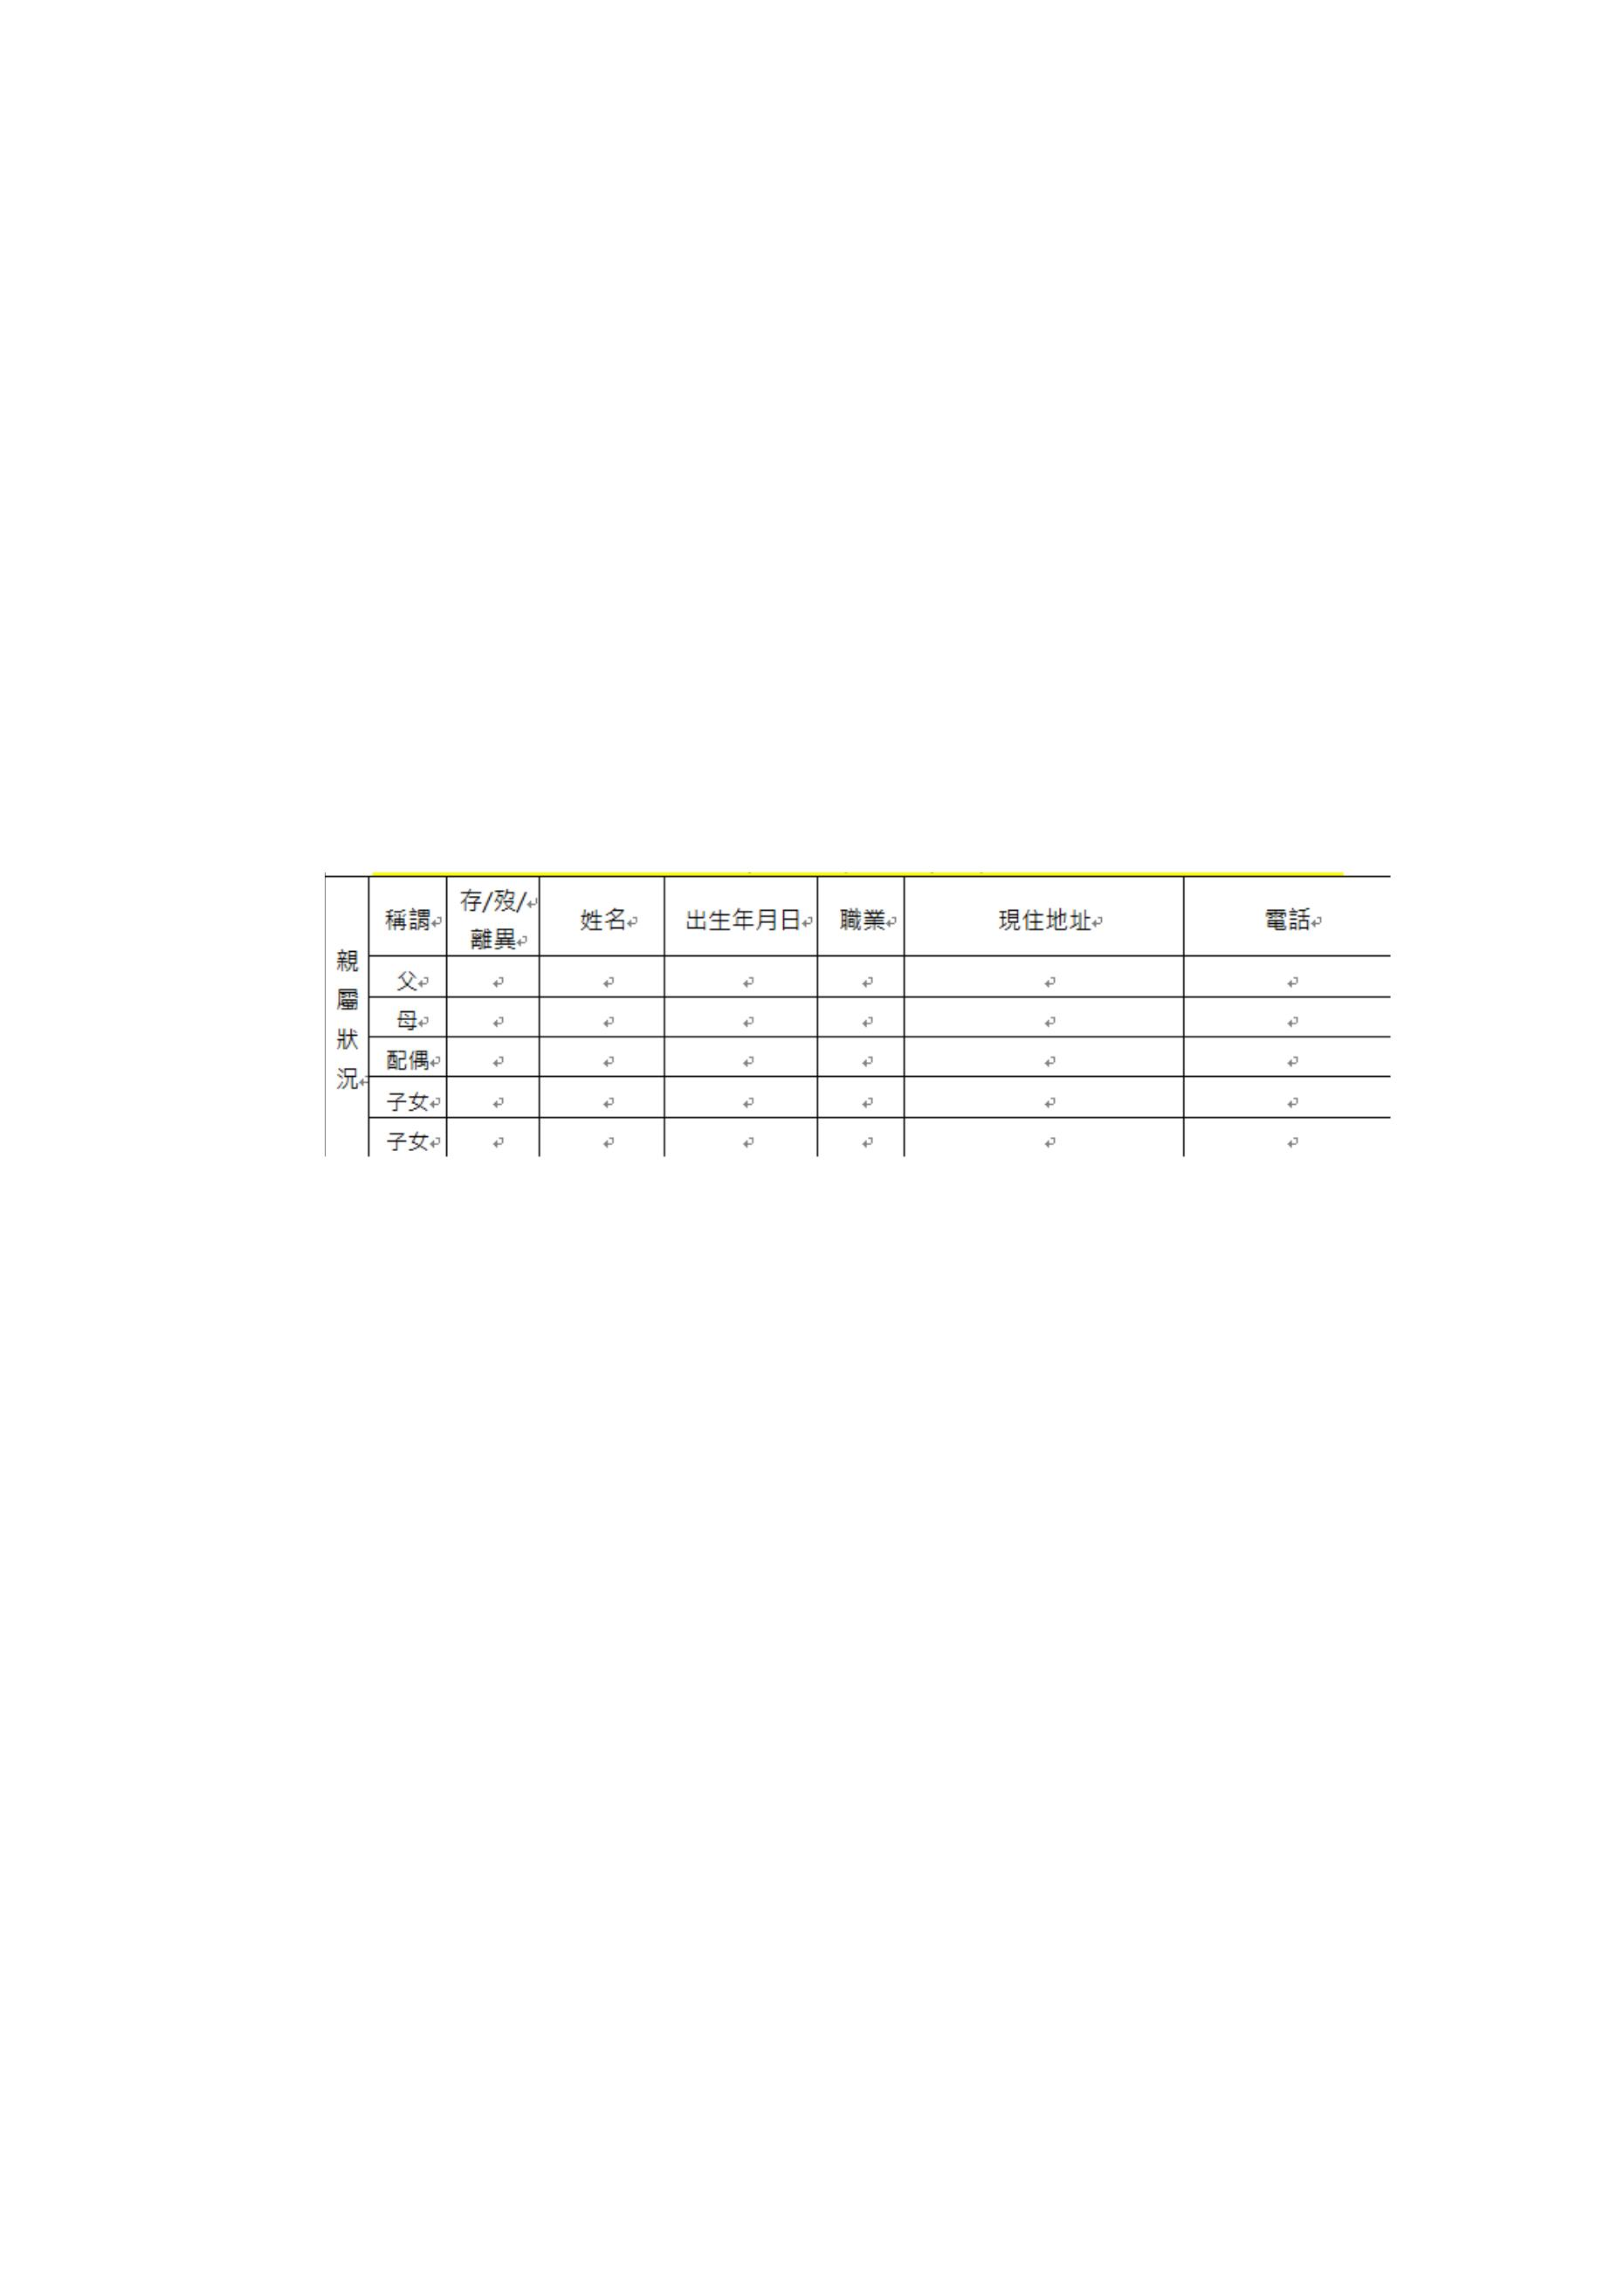 親
屬
狀
況
稱謂 存/歿/離異 姓名 出生年月日 職業 現住地址 電話
父
母
配偶
子女
子女